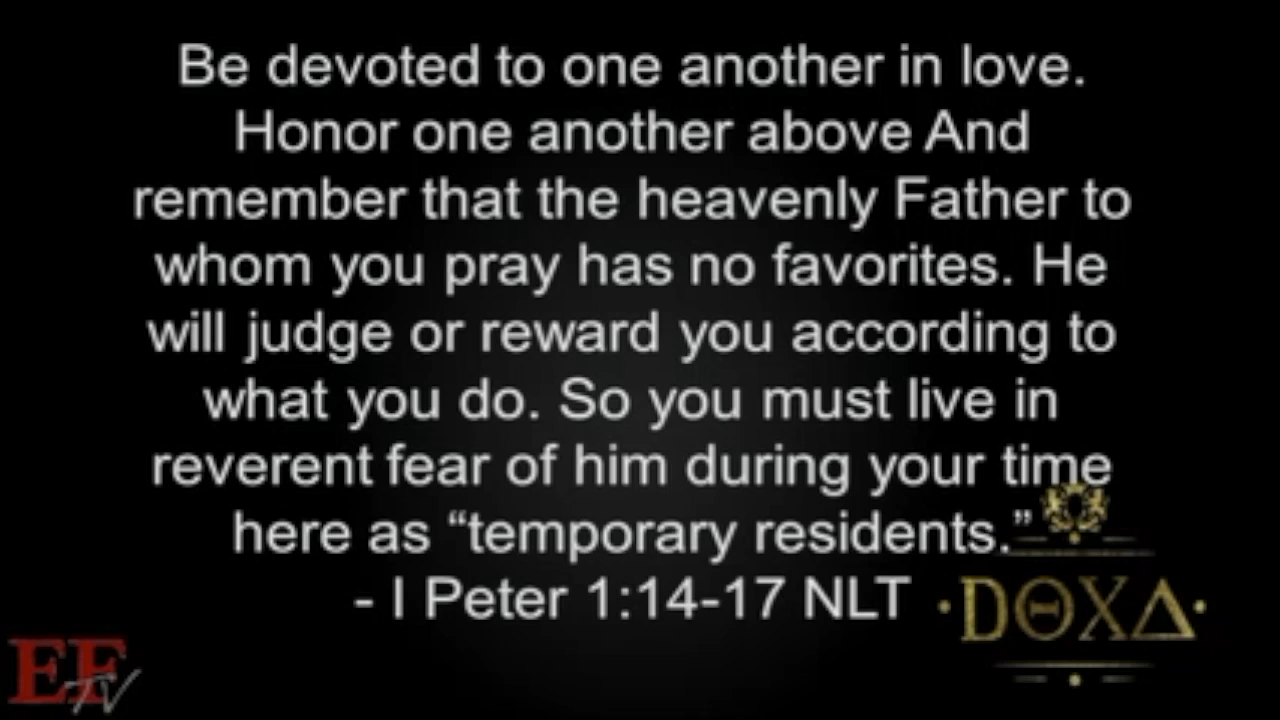 Be devoted to one another in love.
Honor one another above And
remember that the heavenly Father to
whom you pray has no favorites. He
will judge or reward you according to
what you do. So you must live in
reverent fear of him during your time
here as “temporary residents.”
- I Peter 1:14-17 NLT
·DΘXΔ·
EF
TV